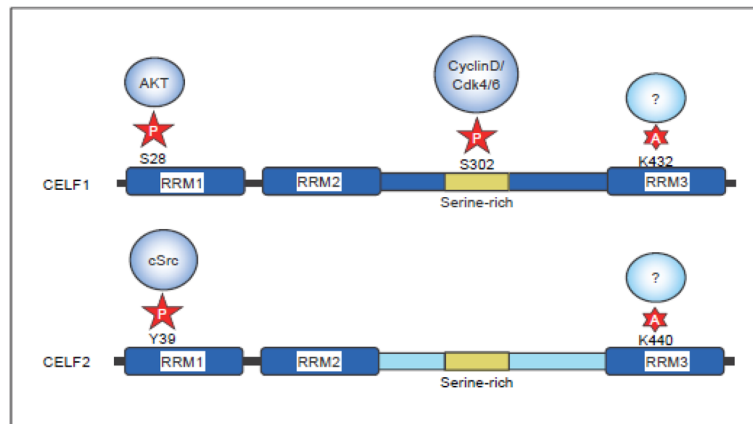 AKT
CyclinD/
Cdk4/6
?
P
P
A
S28
S302
K432
CELF1
RRM1
RRM2
RRM3
Serine-rich
cSrc
?
P
A
Y39
K440
CELF2
RRM1
RRM2
RRM3
Serine-rich